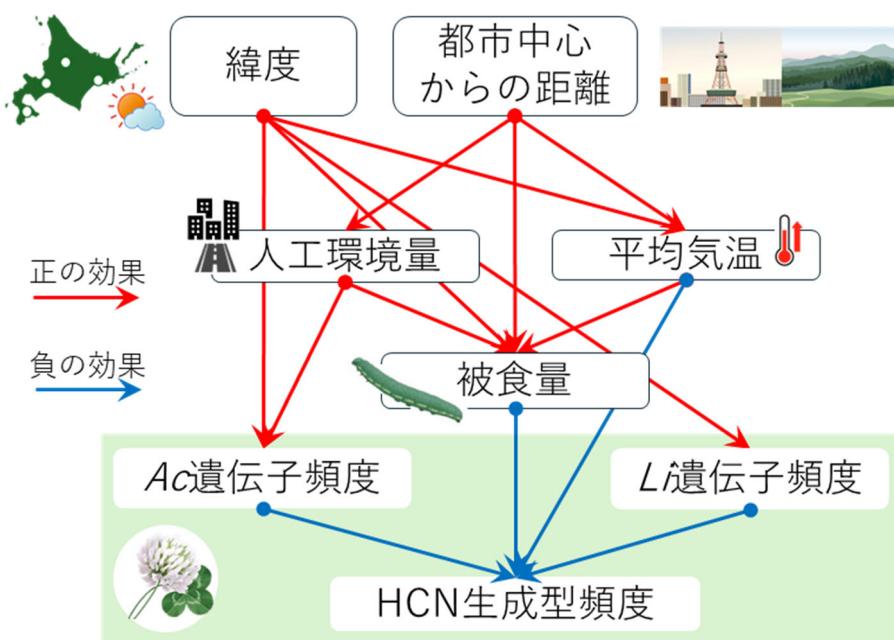 緯度
都市中心
からの距離
人工環境量
平均気温
正の効果
負の効果
被食量
Ac遺伝子頻度
Li遺伝子頻度
HCN生成型頻度